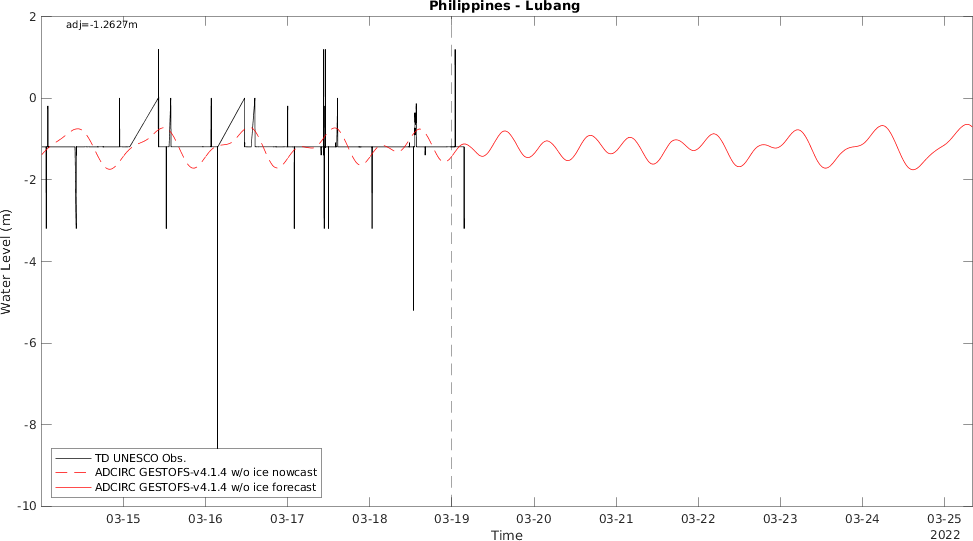 Philippines - Lubang
adj=-1.2627m
2
0
-2
-4
-6
-8
-10
Water Level (m)
TD UNESCO Obs.
ADCIRC GESTOFS-v4.1.4 w/o ice nowcast
ADCIRC GESTOFS-v4.1.4 w/o ice forecast
03-15 03-16 03-17 03-18 03-19 03-20 03-21 03-22 03-23 03-24 03-25
2022
Time